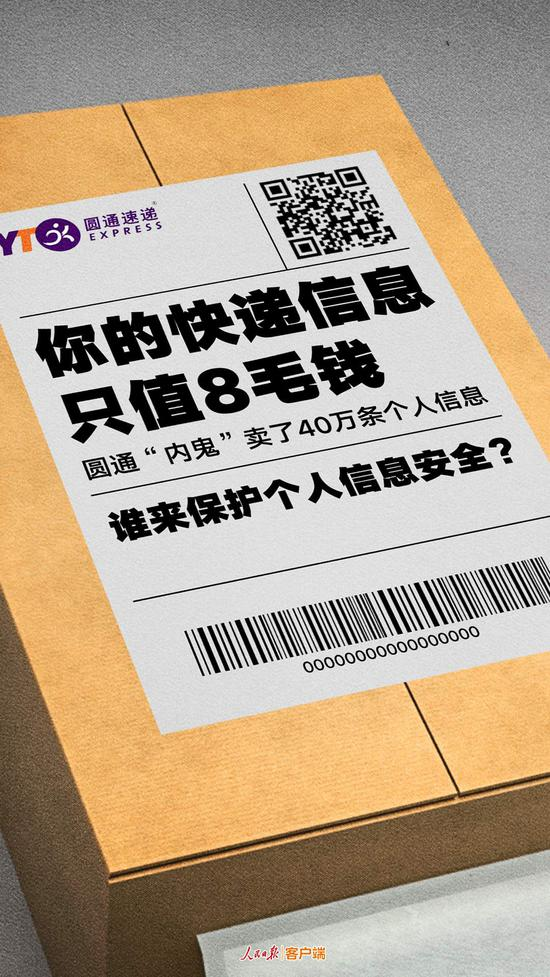 YTO 圆通速递®
EXPRESS
你的快递信息
只值8毛钱
圆通“内鬼”卖了40万条个人信息
谁来保护个人信息安全？
00000000000000000
人民日报 客户端